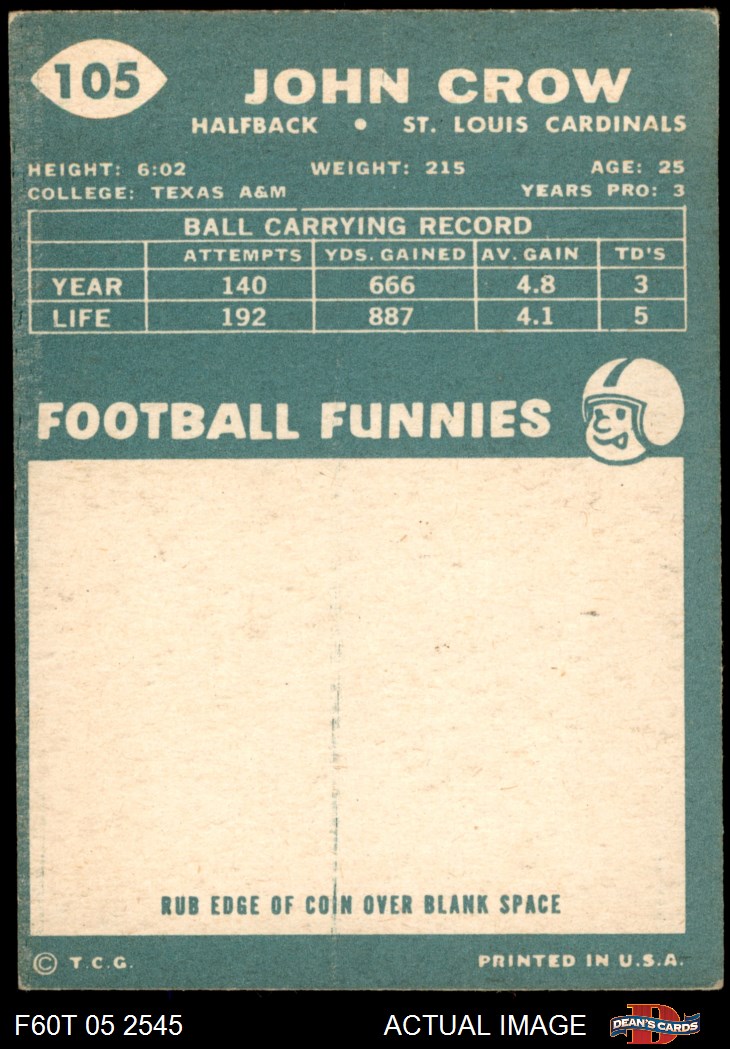 105
JOHN CROW
HALFBACK • ST. LOUIS CARDINALS
HEIGHT: 6:02 WEIGHT: 215 AGE: 25
COLLEGE: TEXAS A&M YEARS PRO: 3
BALL CARRYING RECORD
ATTEMPTS YDS. GAINED AV. GAIN TD'S
YEAR 140 666 4.8 3
LIFE 192 887 4.1 5
FOOTBALL FUNNIES
RUB EDGE OF COIN OVER BLANK SPACE
© T.C.G. PRINTED IN U.S.A.
F60T 05 2545 ACTUAL IMAGE DEAN'S CARDS